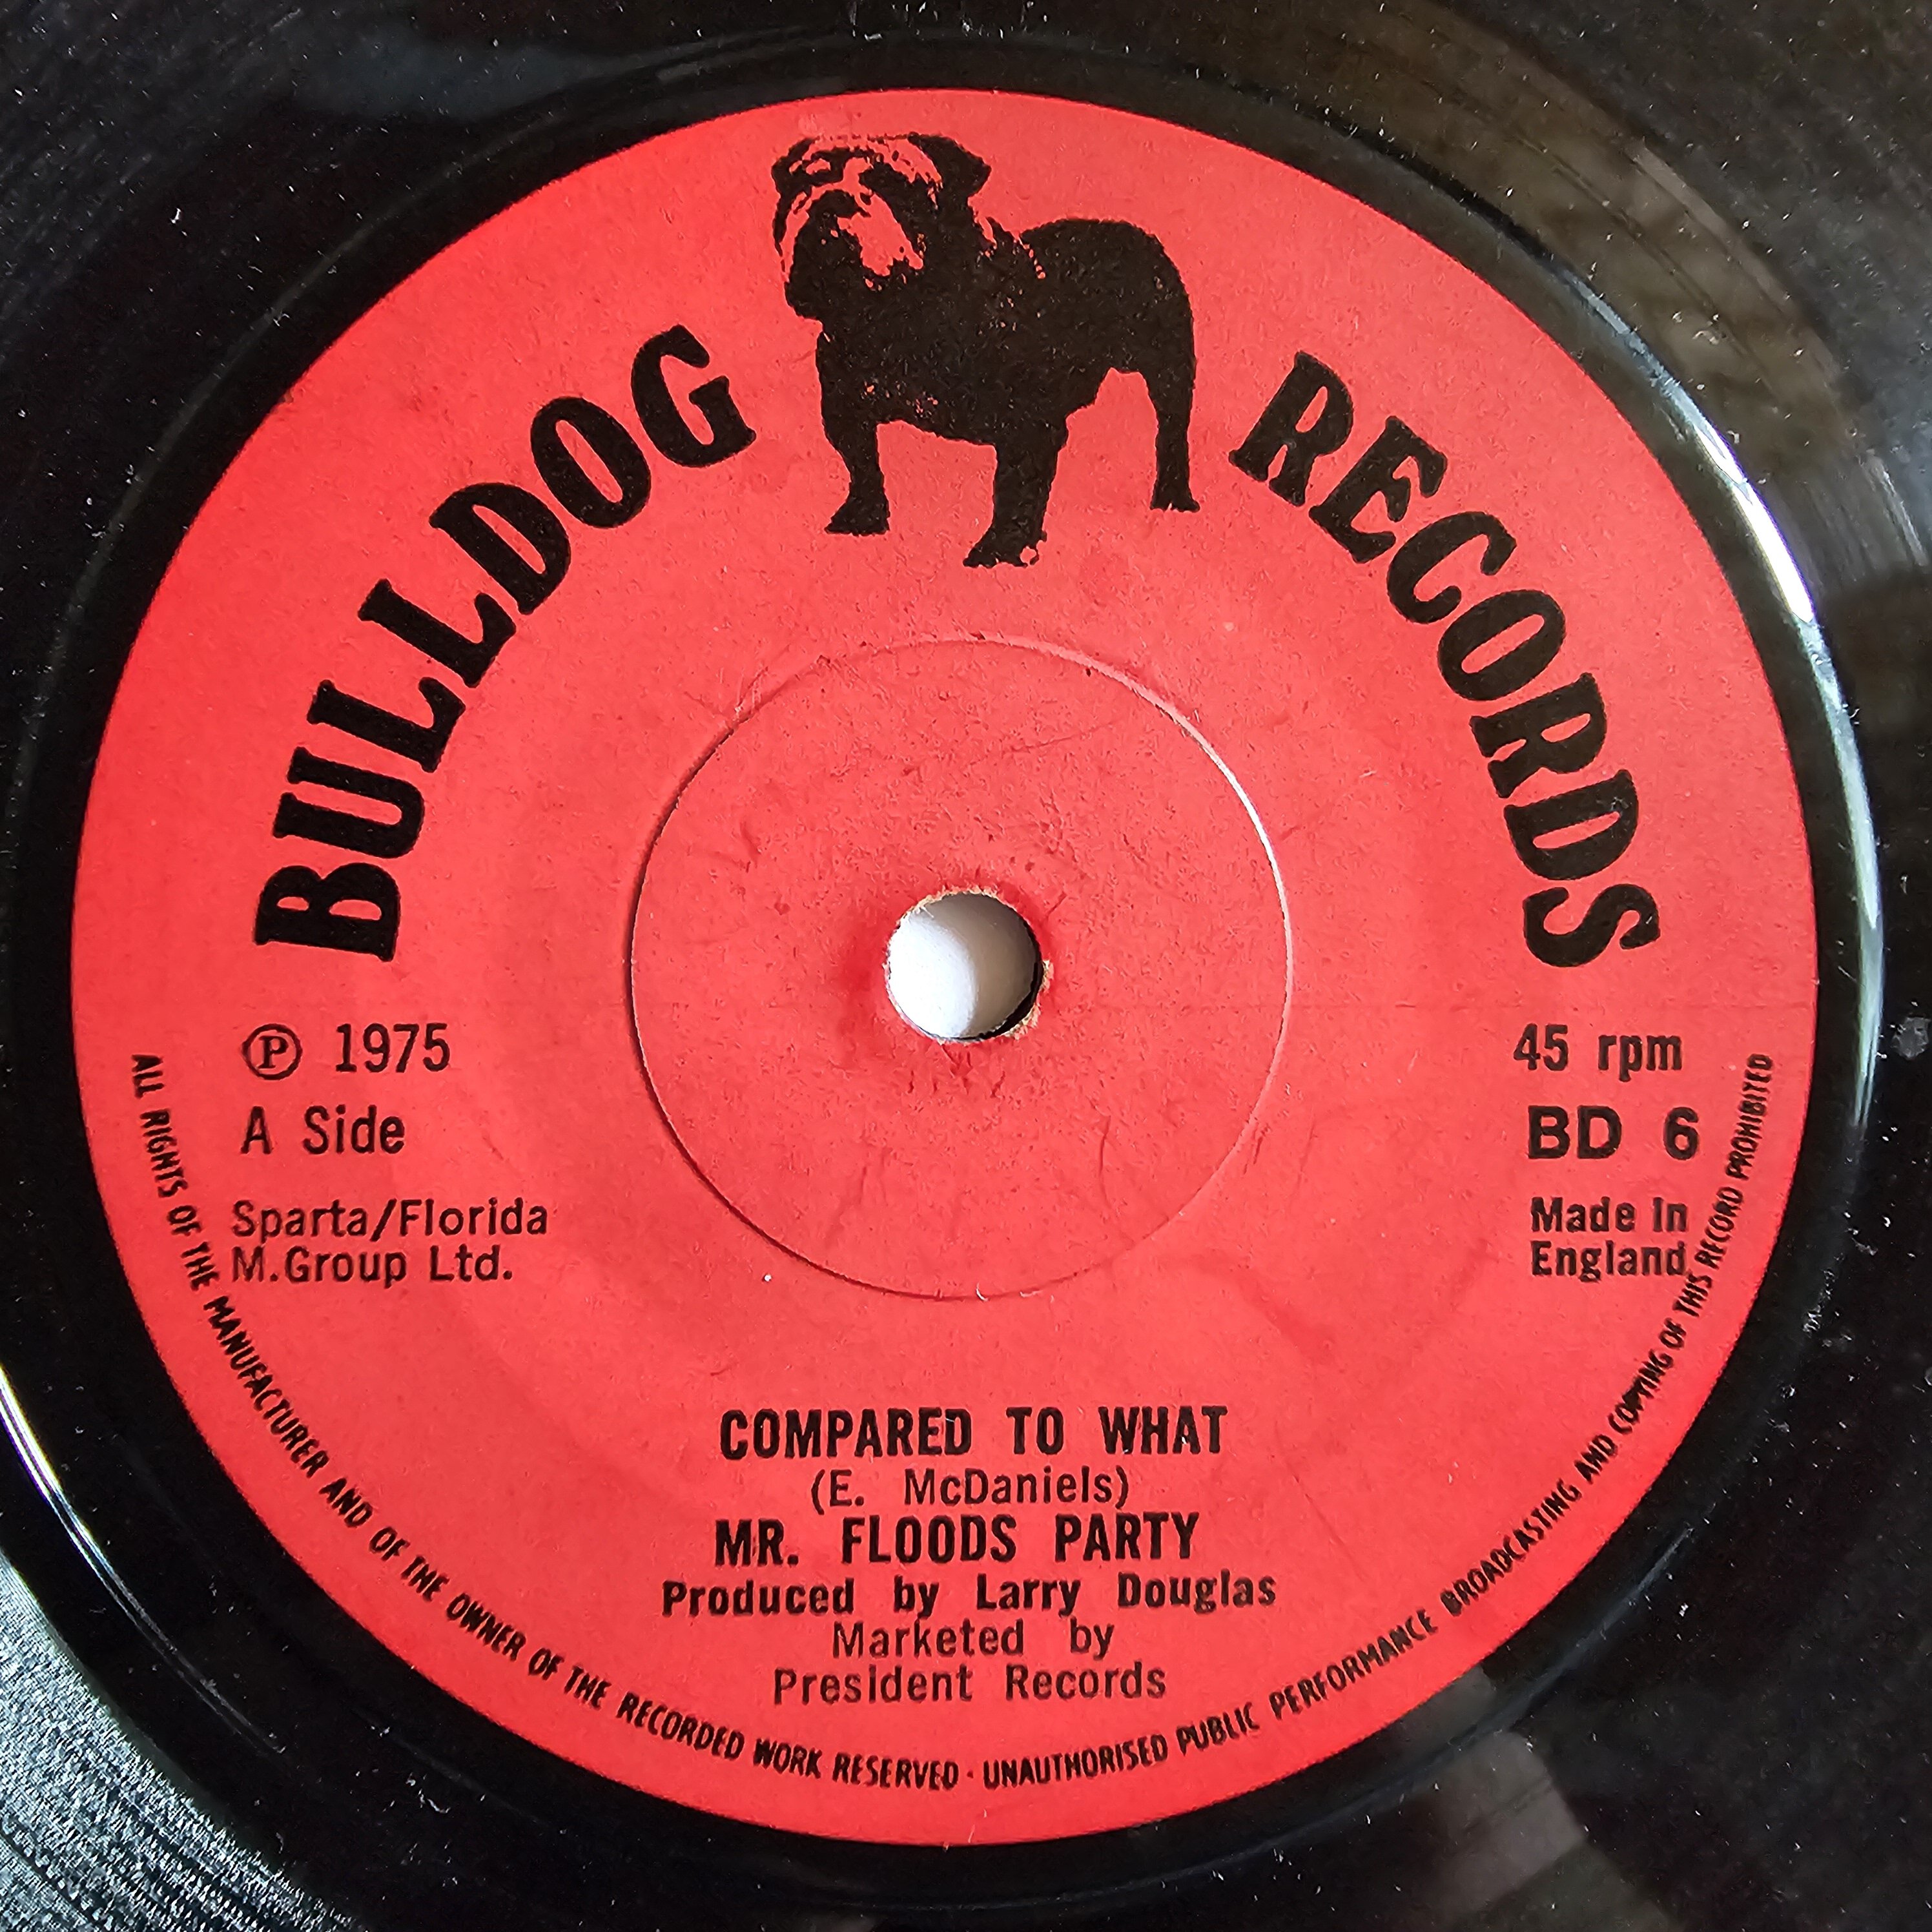 BULLDOG RECORDS
℗ 1975
A Side
Sparta/Florida
M.Group Ltd.
45 rpm
BD 6
Made in
England
COMPARED TO WHAT
(E. McDaniels)
MR. FLOODS PARTY
Produced by Larry Douglas
Marketed by
President Records
ALL RIGHTS OF THE MANUFACTURER AND OF THE OWNER OF THE RECORDED WORK RESERVED · UNAUTHORISED PUBLIC PERFORMANCE BROADCASTING AND COPYING OF THIS RECORD PROHIBITED